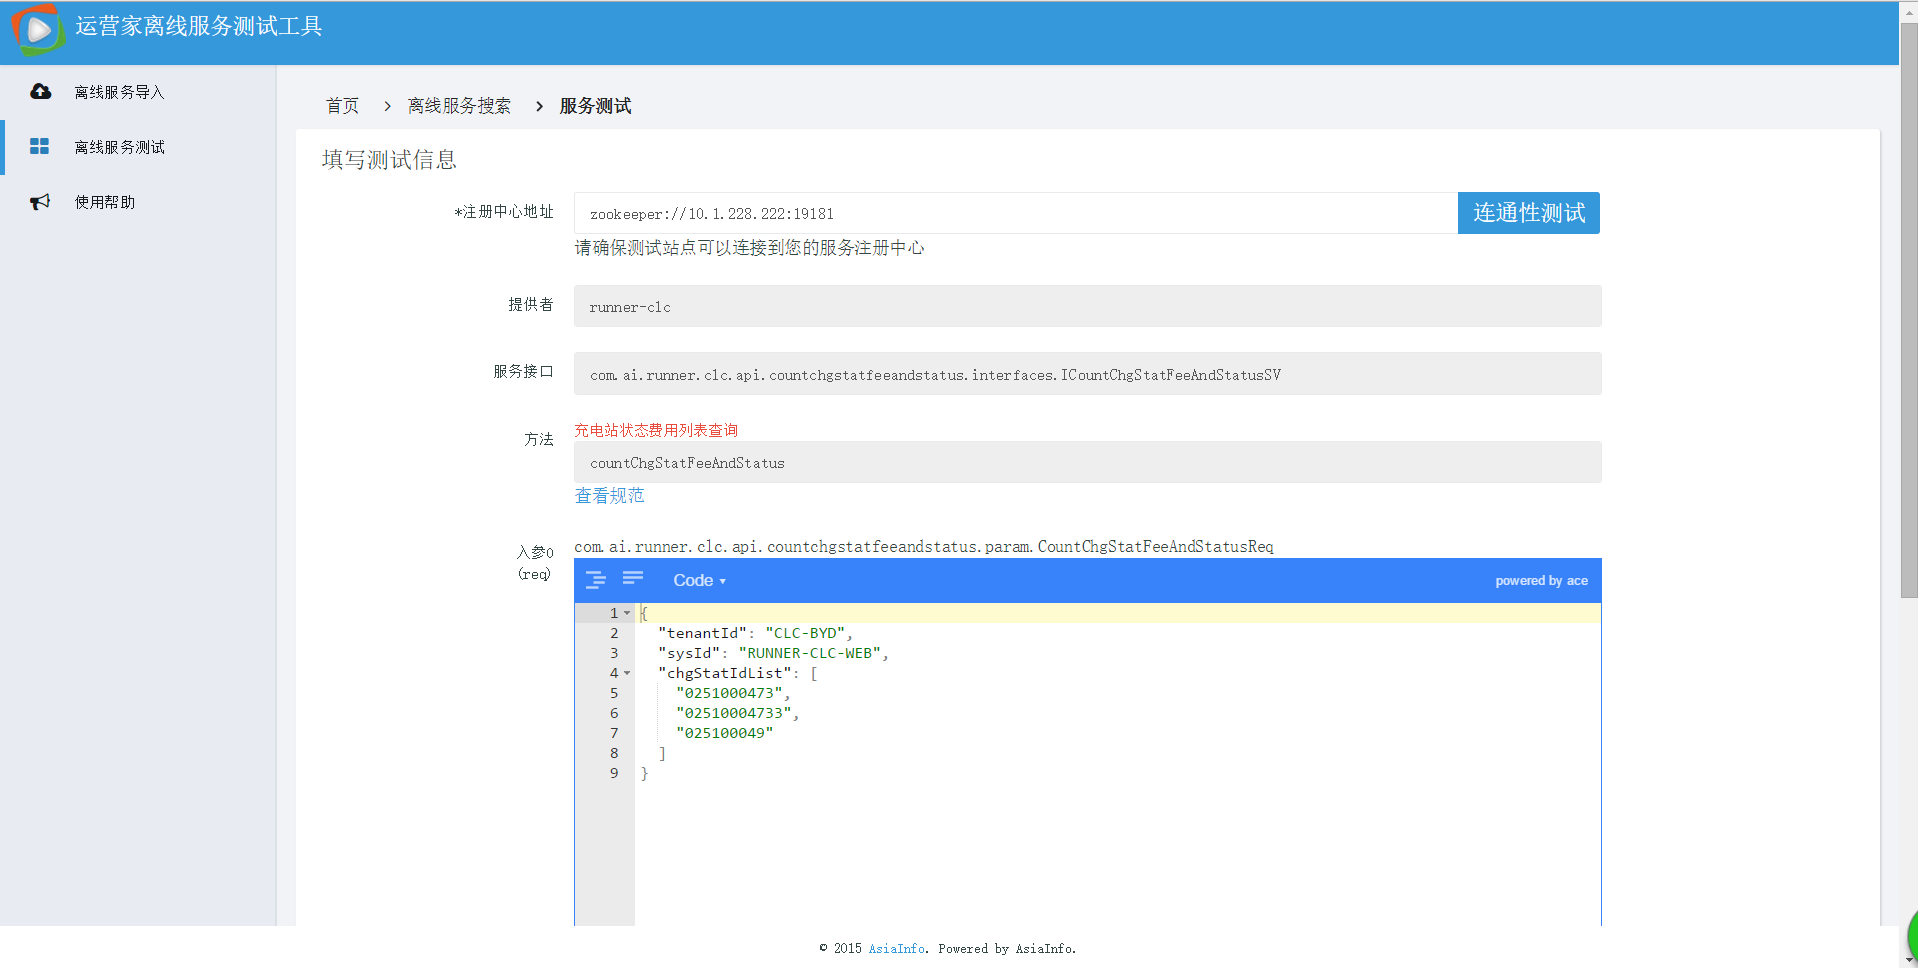 运营家离线服务测试工具
离线服务导入
离线服务测试
使用帮助
首页 > 离线服务搜索 > 服务测试
填写测试信息
*注册中心地址
zookeeper://10.1.228.222:19181
连通性测试
请确保测试站点可以连接到您的服务注册中心
提供者
runner-clc
服务接口
com.ai.runner.clc.api.countchgstatfeeandstatus.interfaces.ICountChgStatFeeAndStatusSV
方法
充电站状态费用列表查询
countChgStatFeeAndStatus
查看规范
入参0
(req)
com.ai.runner.clc.api.countchgstatfeeandstatus.param.CountChgStatFeeAndStatusReq
Code
powered by ace
1 {
2 "tenantId": "CLC-BYD",
3 "sysId": "RUNNER-CLC-WEB",
4 "chgStatIdList": [
5 "0251000473",
6 "02510004733",
7 "025100049"
8 ]
9 }
© 2015 AsiaInfo. Powered by AsiaInfo.